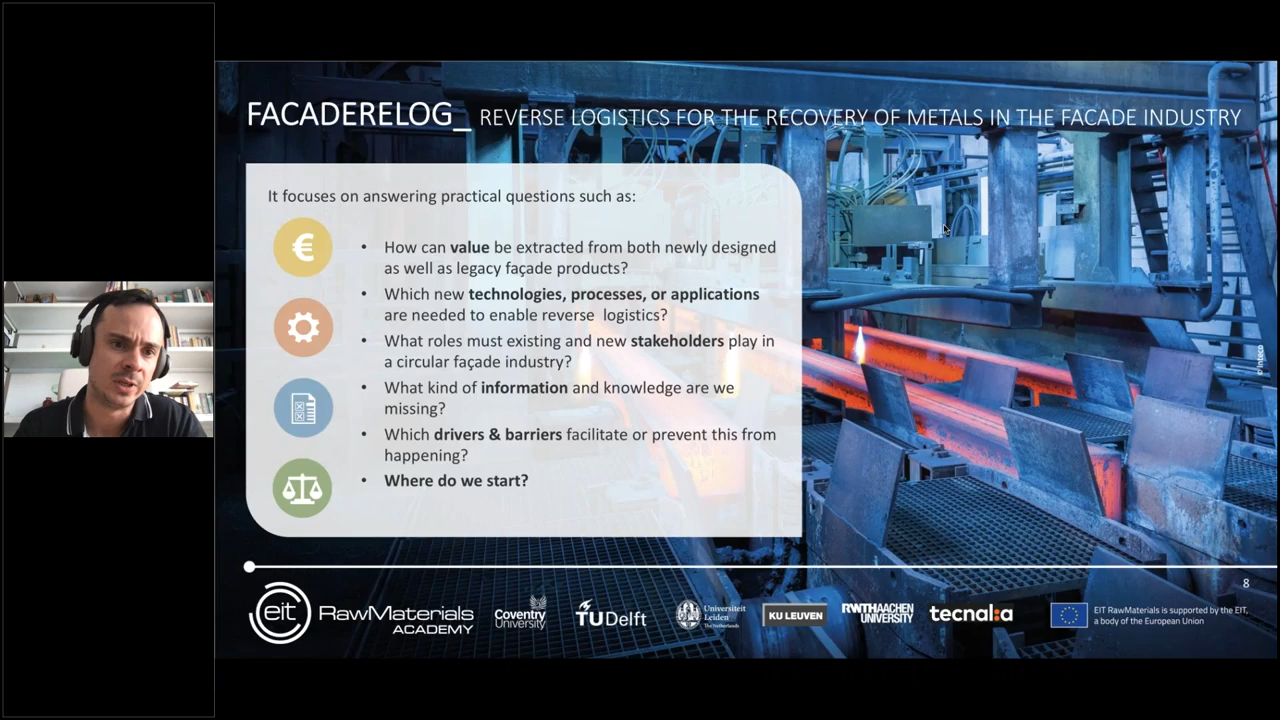 FACADERELOG_ REVERSE LOGISTICS FOR THE RECOVERY OF METALS IN THE FACADE INDUSTRY
It focuses on answering practical questions such as:
• How can value be extracted from both newly designed
as well as legacy façade products?
• Which new technologies, processes, or applications
are needed to enable reverse logistics?
• What roles must existing and new stakeholders play in
a circular façade industry?
• What kind of information and knowledge are we
missing?
• Which drivers & barriers facilitate or prevent this from
happening?
• Where do we start?
©Inteco
8
eit RawMaterials
ACADEMY
Coventry
University
TUDelft
Universiteit
Leiden
The Netherlands
KU LEUVEN
RWTHAACHEN
UNIVERSITY
tecnal:a
EIT RawMaterials is supported by the EIT,
a body of the European Union